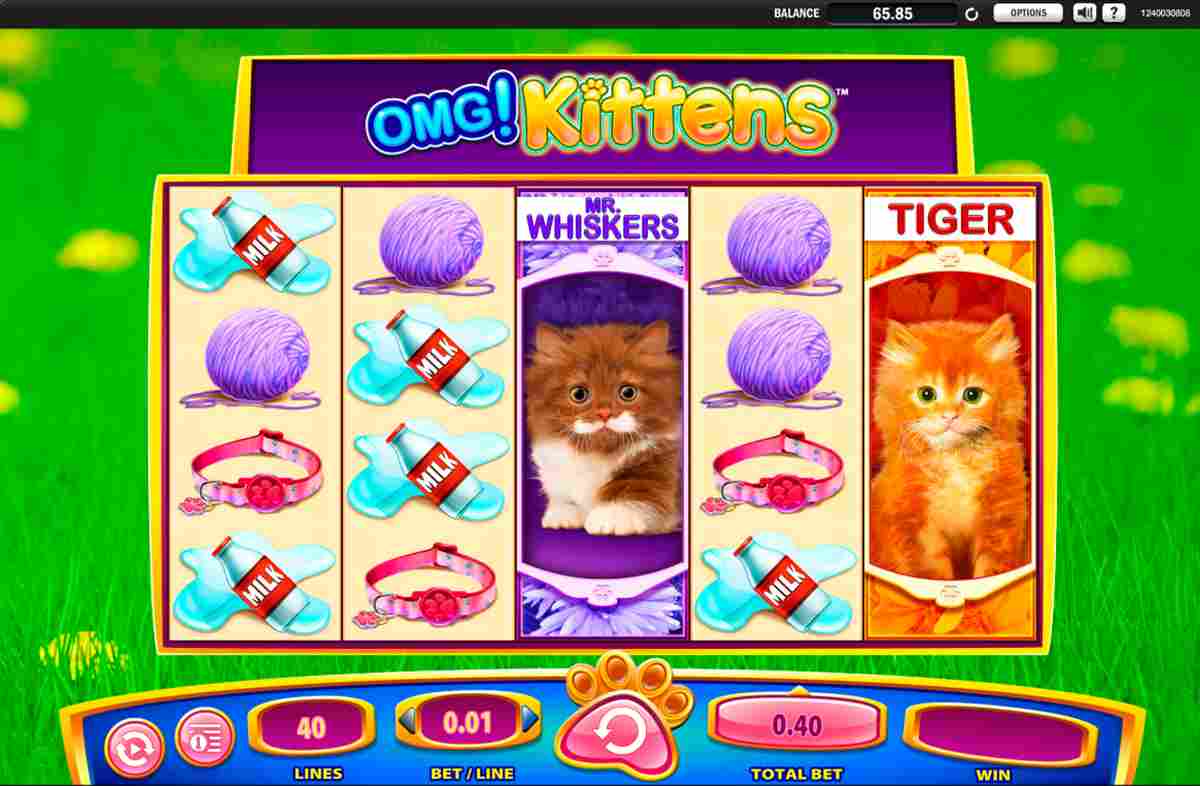 BALANCE 65.85 OPTIONS ? 1240030808
OMG! Kittens™
MILK
MR.
WHISKERS
TIGER
MILK
MILK
MILK
MILK
40 0.01 0.40
LINES BET / LINE TOTAL BET WIN